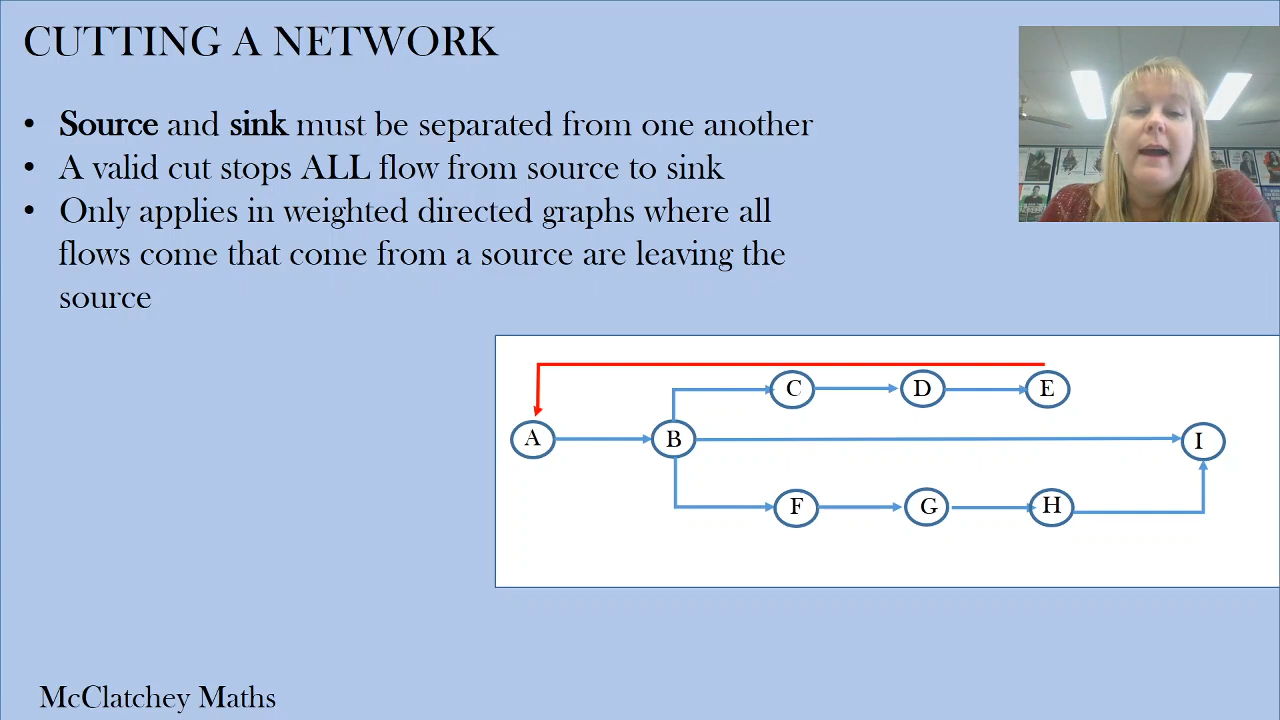 CUTTING A NETWORK
• Source and sink must be separated from one another
• A valid cut stops ALL flow from source to sink
• Only applies in weighted directed graphs where all
flows come that come from a source are leaving the
source
C D E
A B I
F G H
McClatchey Maths